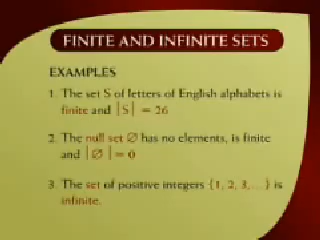 FINITE AND INFINITE SETS
EXAMPLES
1. The set S of letters of English alphabets is
finite and |S| = 26
2. The null set ∅ has no elements, is finite
and |∅| = 0
3. The set of positive integers {1, 2, 3,...} is
infinite.